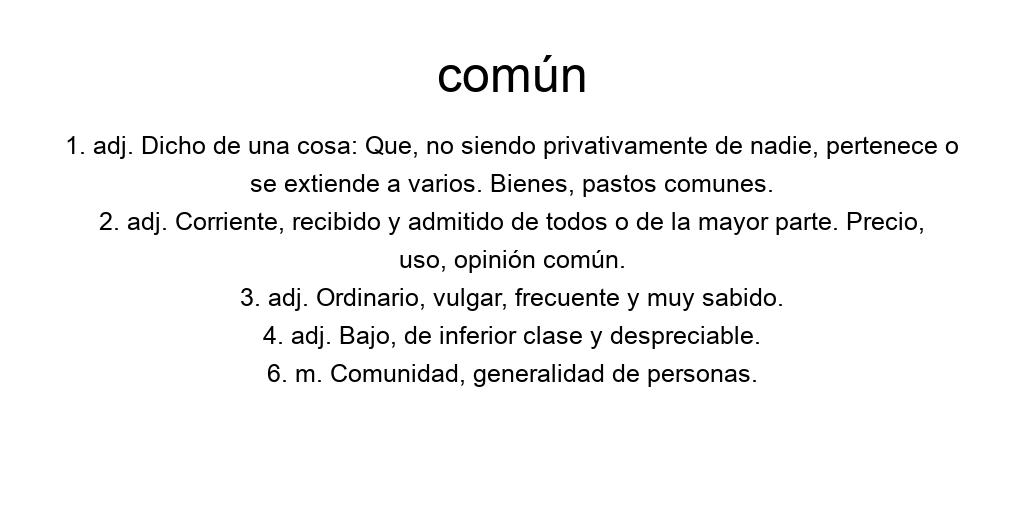 común
1. adj. Dicho de una cosa: Que, no siendo privativamente de nadie, pertenece o
se extiende a varios. Bienes, pastos comunes.
2. adj. Corriente, recibido y admitido de todos o de la mayor parte. Precio,
uso, opinión común.
3. adj. Ordinario, vulgar, frecuente y muy sabido.
4. adj. Bajo, de inferior clase y despreciable.
6. m. Comunidad, generalidad de personas.